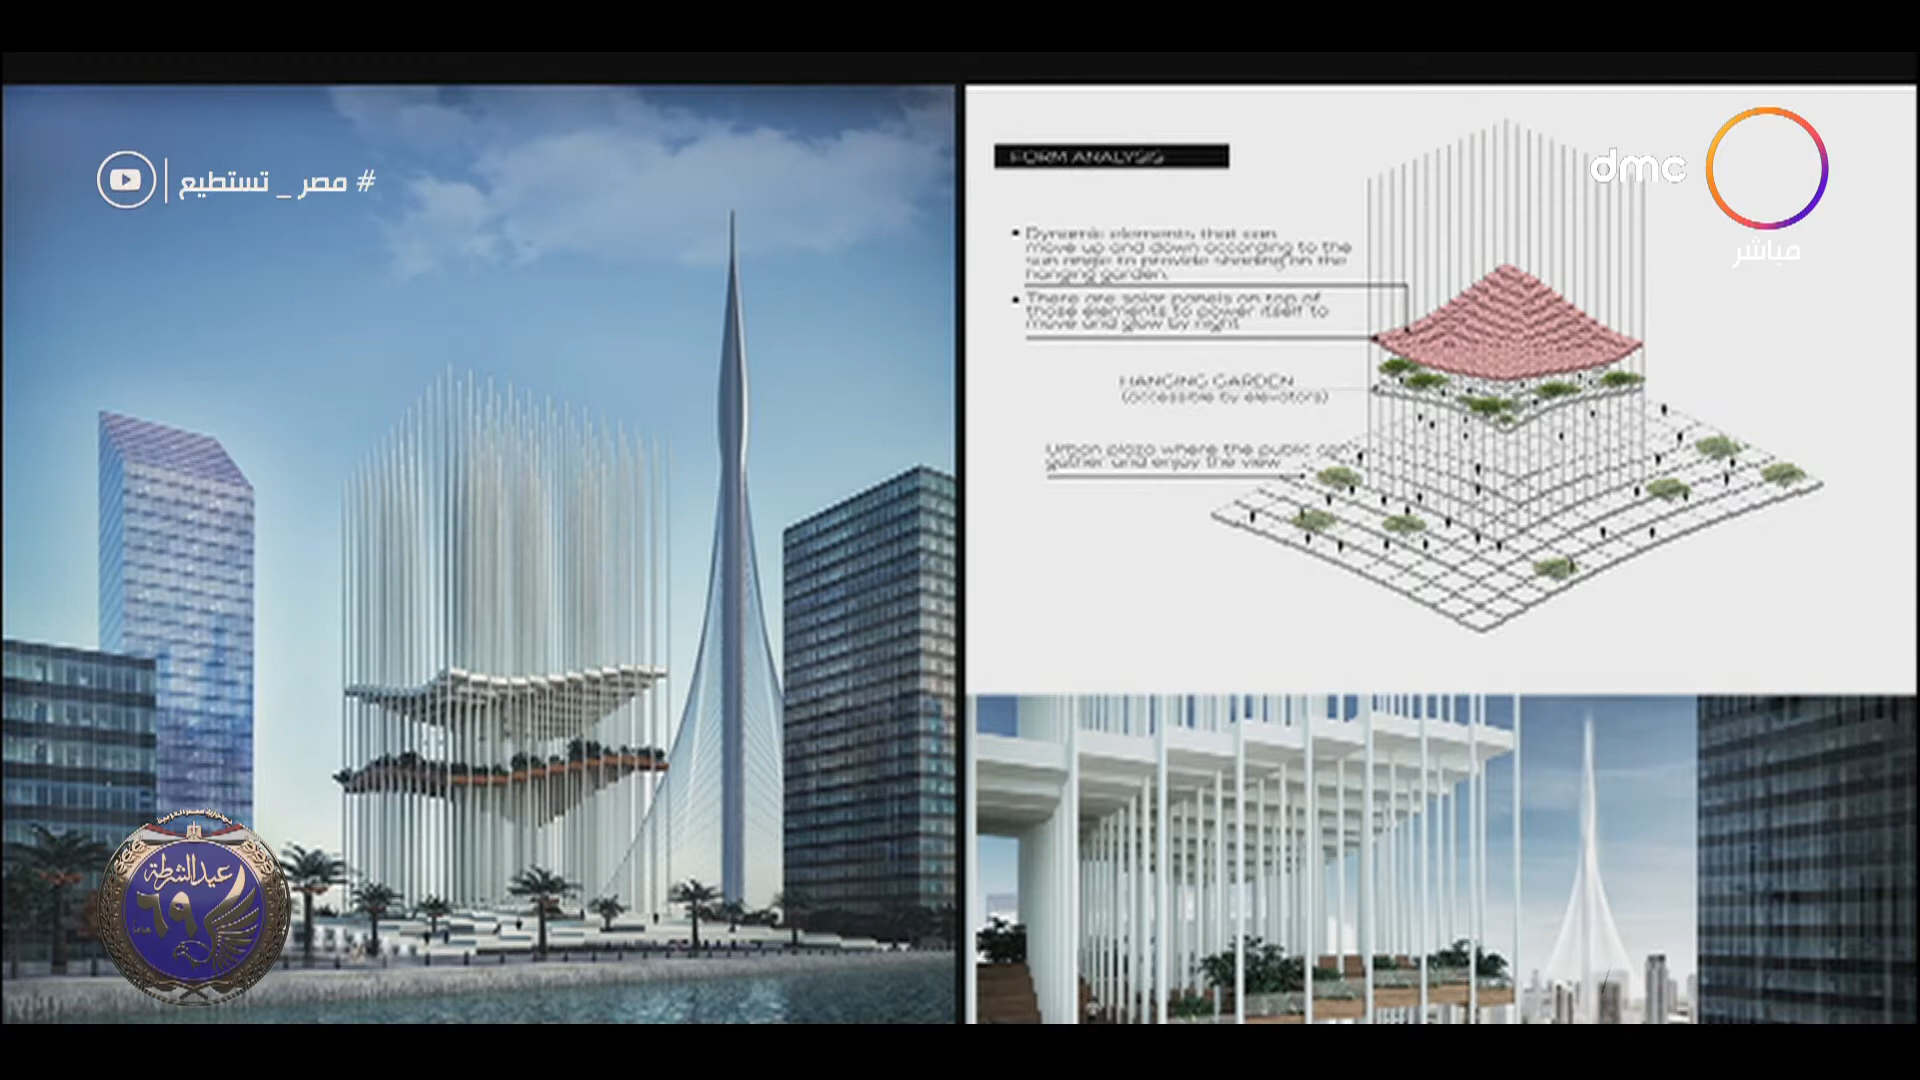 # مصر _ تستطيع
dmc
مباشر
FORM ANALYSIS
• Dynamic elements that can
move up and down according to the
sun angle to provide shading on the
hanging garden.
• There are solar panels on top of
those elements to power itself to
move and glow by night
HANGING GARDEN
(accessible by elevators)
Urban plaza where the public can
gather and enjoy the view
عيد الشرطة
٦٩